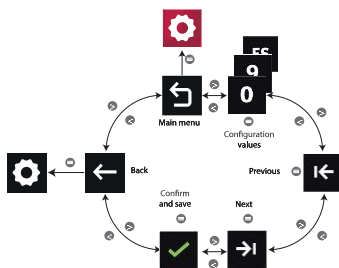 FS
9
0
Main menu
Configuration
values
Back
Previous
Confirm
and save
Next